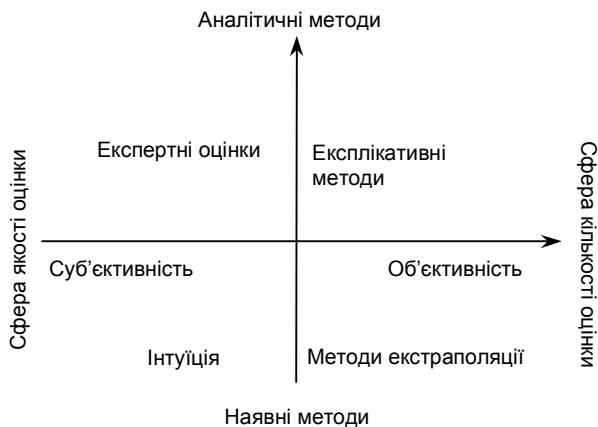 Аналітичні методи
Експертні оцінки
Експлікативні
методи
Сфера якості оцінки
Сфера кількості оцінки
Суб’єктивність
Об’єктивність
Інтуїція
Методи екстраполяції
Наявні методи